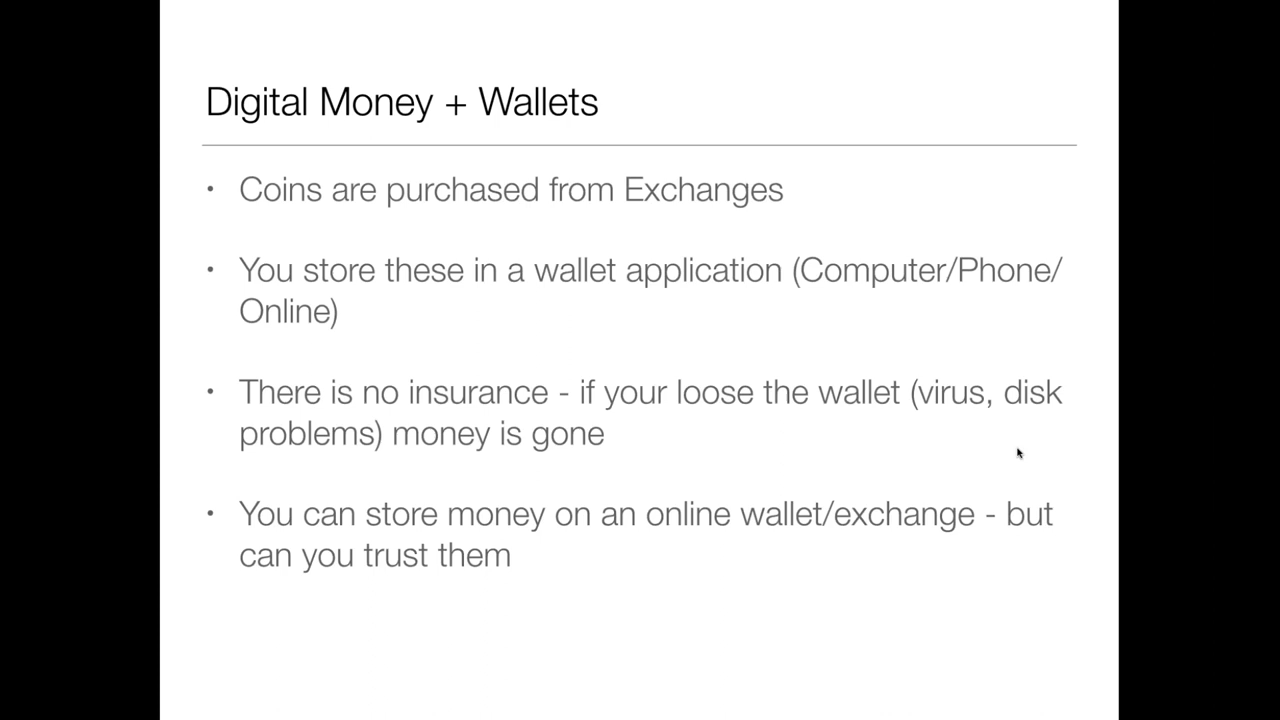 Digital Money + Wallets
• Coins are purchased from Exchanges
• You store these in a wallet application (Computer/Phone/
Online)
• There is no insurance - if your loose the wallet (virus, disk
problems) money is gone
• You can store money on an online wallet/exchange - but
can you trust them